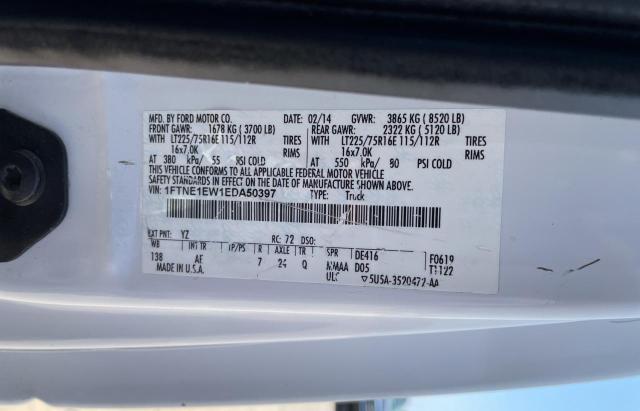 MFD. BY FORD MOTOR CO. DATE: 02/14 GVWR: 3865 KG ( 8520 LB)
FRONT GAWR: 1678 KG ( 3700 LB) REAR GAWR: 2322 KG ( 5120 LB)
WITH LT225/75R16E 115/112R TIRES WITH LT225/75R16E 115/112R TIRES
16x7.0K RIMS 16x7.0K RIMS
AT 380 kPa/ 55 PSI COLD AT 550 kPa/ 80 PSI COLD
THIS VEHICLE CONFORMS TO ALL APPLICABLE FEDERAL MOTOR VEHICLE
SAFETY STANDARDS IN EFFECT ON THE DATE OF MANUFACTURE SHOWN ABOVE.
VIN: 1FTNE1EW1EDA50397 TYPE: Truck
EXT PNT: YZ RC: 72 DSO:
WB INT TR TP/PS R AXLE TR SPR DE416 F0619
138 AE 7 24 Q NMAA D05 T1122
MADE IN U.S.A. ULC ▽5U5A-3520472-AA